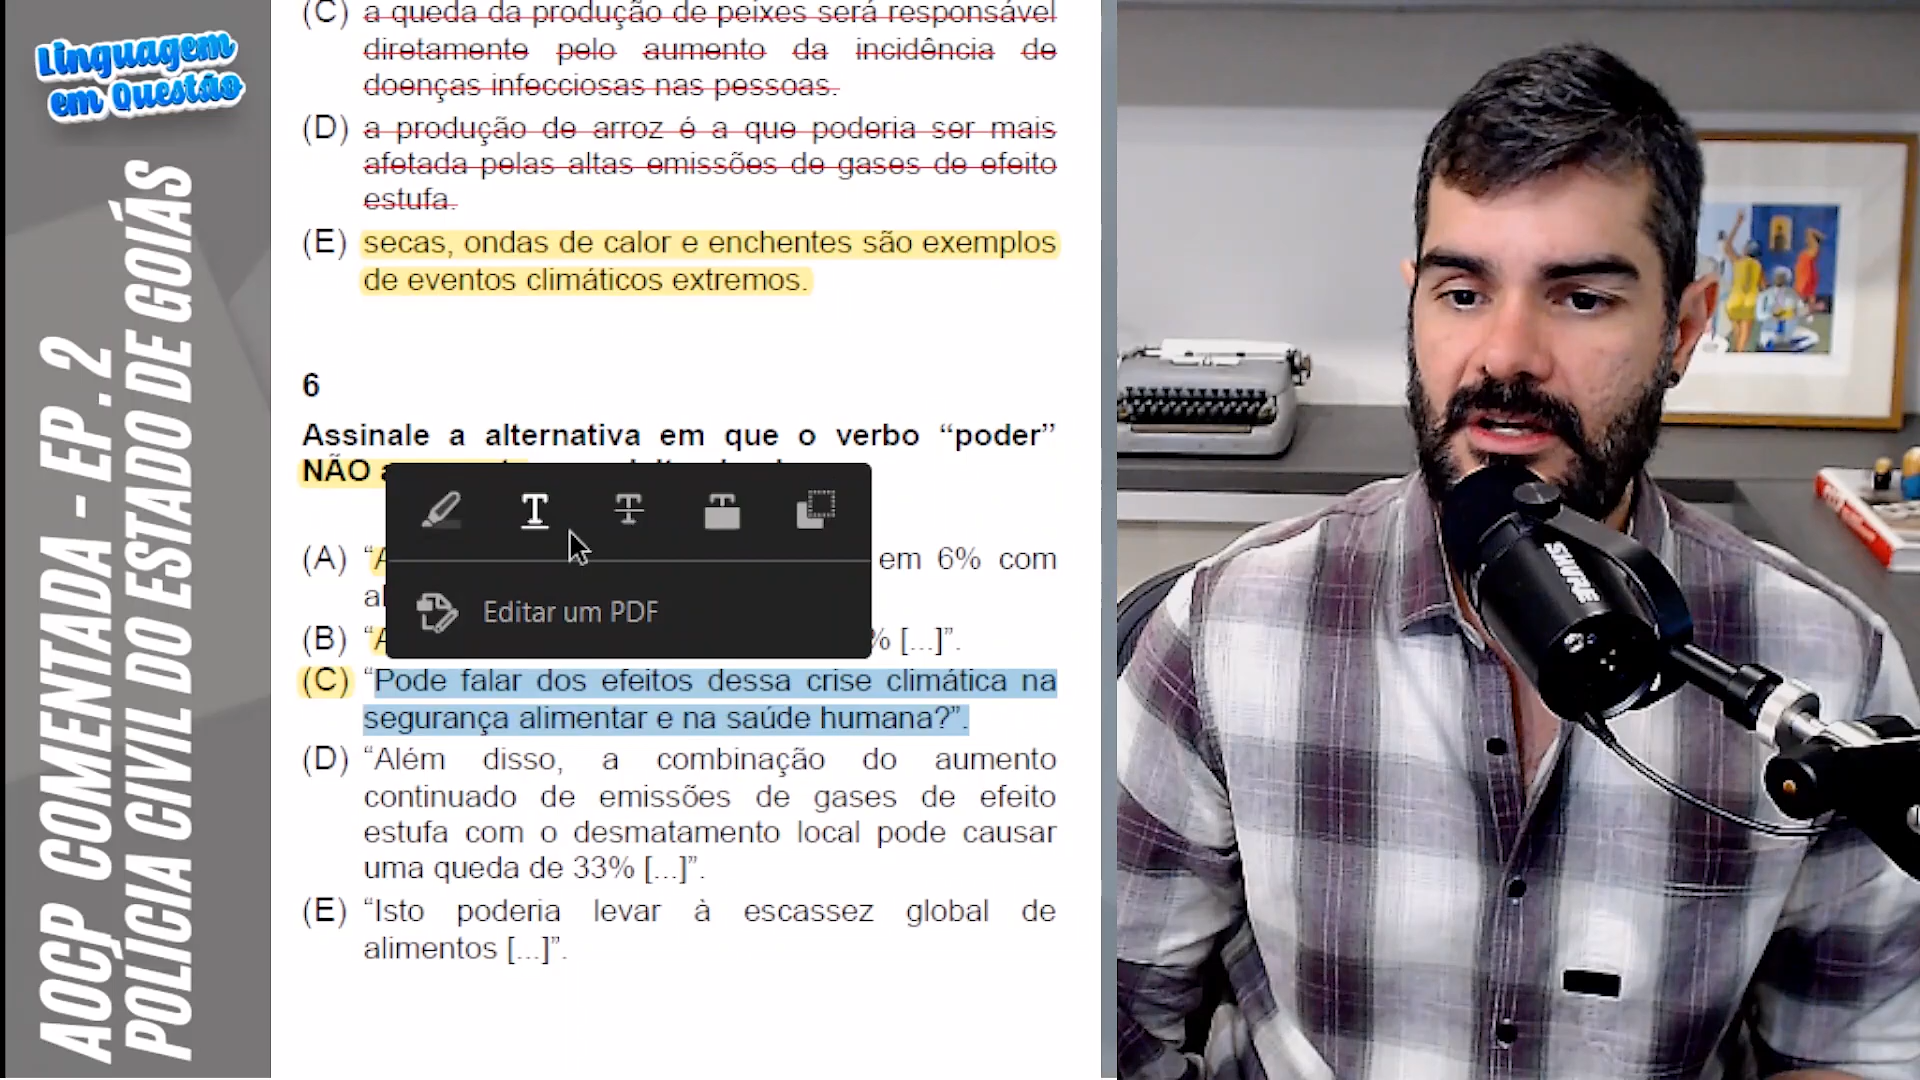 Linguagem
em Questão
AOCP COMENTADA - EP. 2
POLÍCIA CIVIL DO ESTADO DE GOIÁS
(C) a queda da produção de peixes será responsável
diretamente pelo aumento da incidência de
doenças infecciosas nas pessoas.
(D) a produção de arroz é a que poderia ser mais
afetada pelas altas emissões de gases de efeito
estufa.
(E) secas, ondas de calor e enchentes são exemplos
de eventos climáticos extremos.
6
Assinale a alternativa em que o verbo “poder”
NÃO
(A) em 6% com
(B) % [...]”.
Editar um PDF
(C) “Pode falar dos efeitos dessa crise climática na
segurança alimentar e na saúde humana?”.
(D) “Além disso, a combinação do aumento
continuado de emissões de gases de efeito
estufa com o desmatamento local pode causar
uma queda de 33% [...]”.
(E) “Isto poderia levar à escassez global de
alimentos [...]”.
SHURE